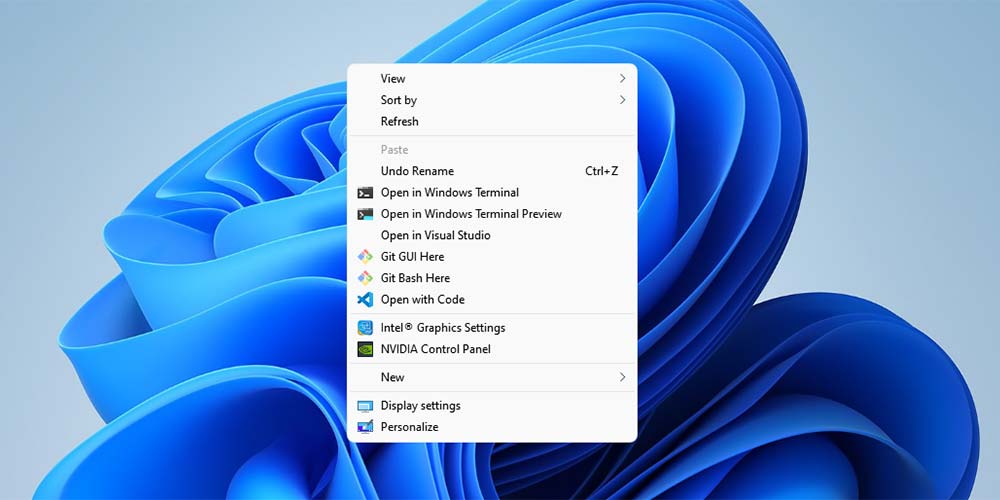 View
Sort by
Refresh
Paste
Undo Rename Ctrl+Z
Open in Windows Terminal
Open in Windows Terminal Preview
Open in Visual Studio
Git GUI Here
Git Bash Here
Open with Code
Intel® Graphics Settings
NVIDIA Control Panel
New
Display settings
Personalize